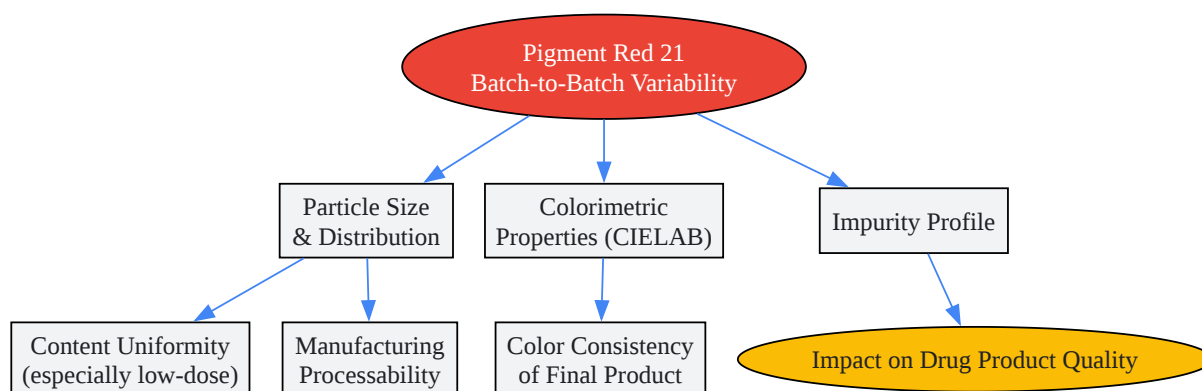 Pigment Red 21
Batch-to-Batch Variability
Particle Size
& Distribution
Colorimetric
Properties (CIELAB)
Impurity Profile
Content Uniformity
(especially low-dose)
Manufacturing
Processability
Color Consistency
of Final Product
Impact on Drug Product Quality